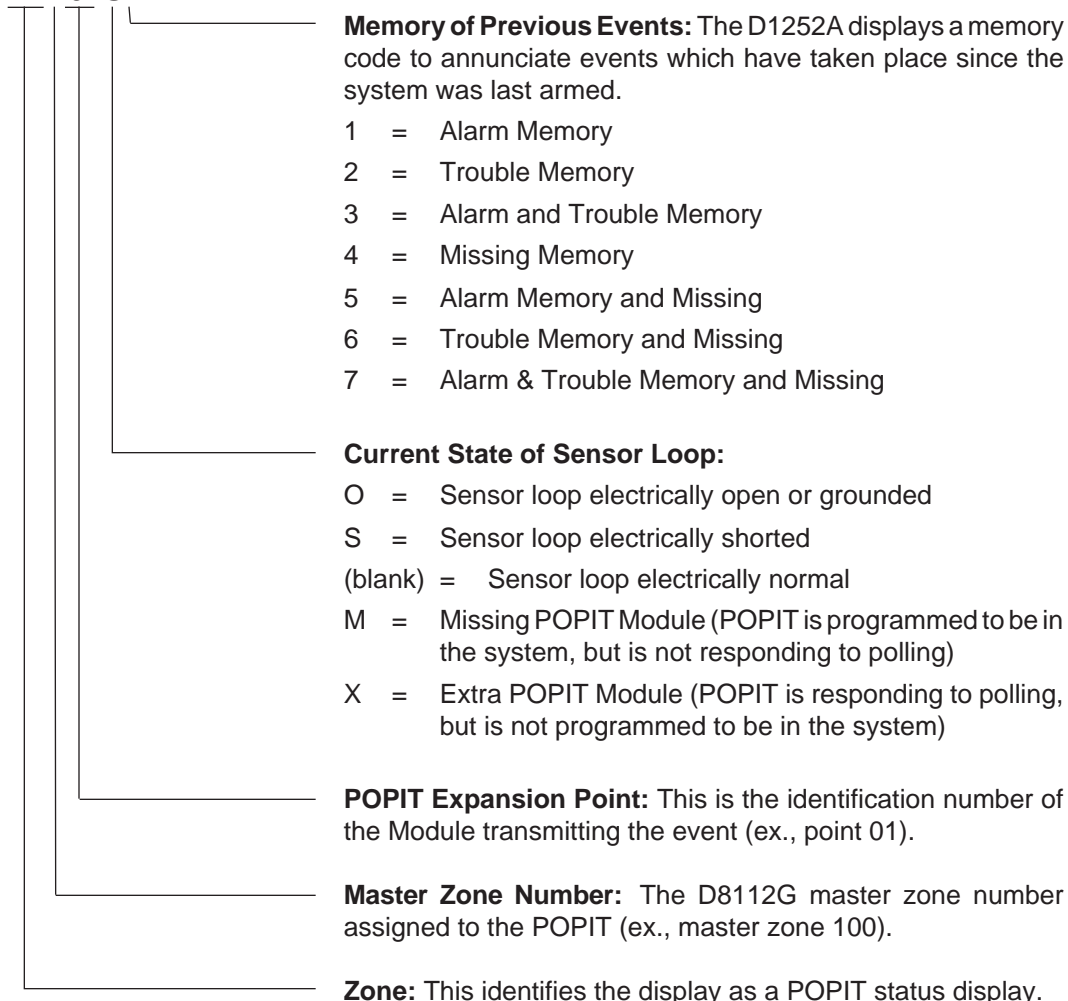 Memory of Previous Events: The D1252A displays a memory
code to annunciate events which have taken place since the
system was last armed.
1 = Alarm Memory
2 = Trouble Memory
3 = Alarm and Trouble Memory
4 = Missing Memory
5 = Alarm Memory and Missing
6 = Trouble Memory and Missing
7 = Alarm & Trouble Memory and Missing
Current State of Sensor Loop:
O = Sensor loop electrically open or grounded
S = Sensor loop electrically shorted
(blank) = Sensor loop electrically normal
M = Missing POPIT Module (POPIT is programmed to be in
the system, but is not responding to polling)
X = Extra POPIT Module (POPIT is responding to polling,
but is not programmed to be in the system)
POPIT Expansion Point: This is the identification number of
the Module transmitting the event (ex., point 01).
Master Zone Number: The D8112G master zone number
assigned to the POPIT (ex., master zone 100).
Zone: This identifies the display as a POPIT status display.